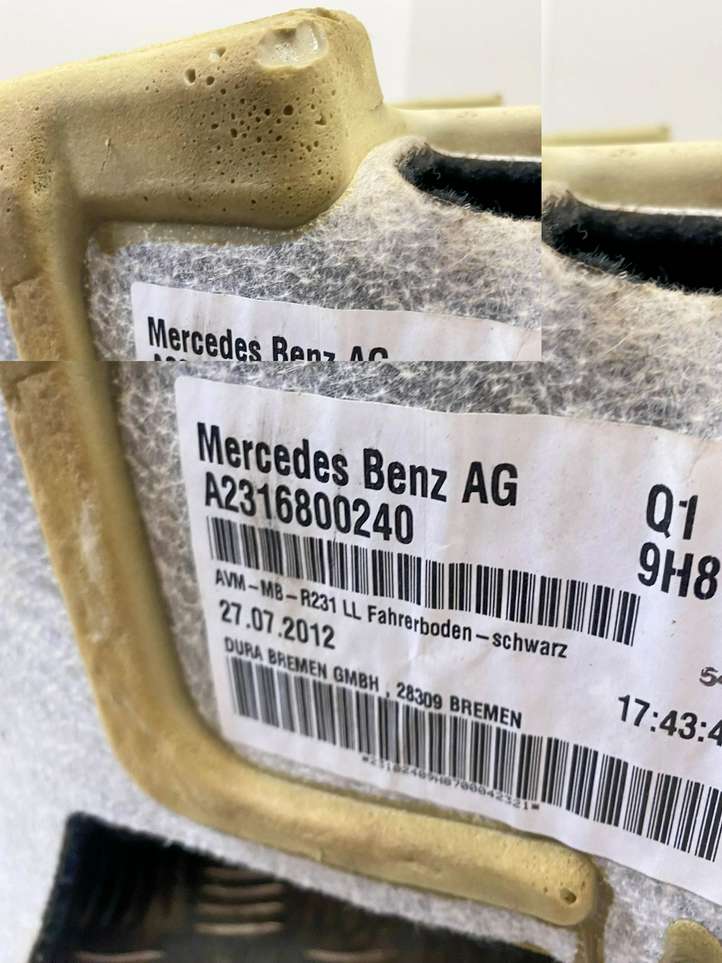 Mercedes Benz AG
Mercedes Benz AG
A2316800240
Q1
9H8
AVM-MB-R231 LL Fahrerboden-schwarz
27.07.2012
DURA BREMEN GMBH , 28309 BREMEN
17:43:4